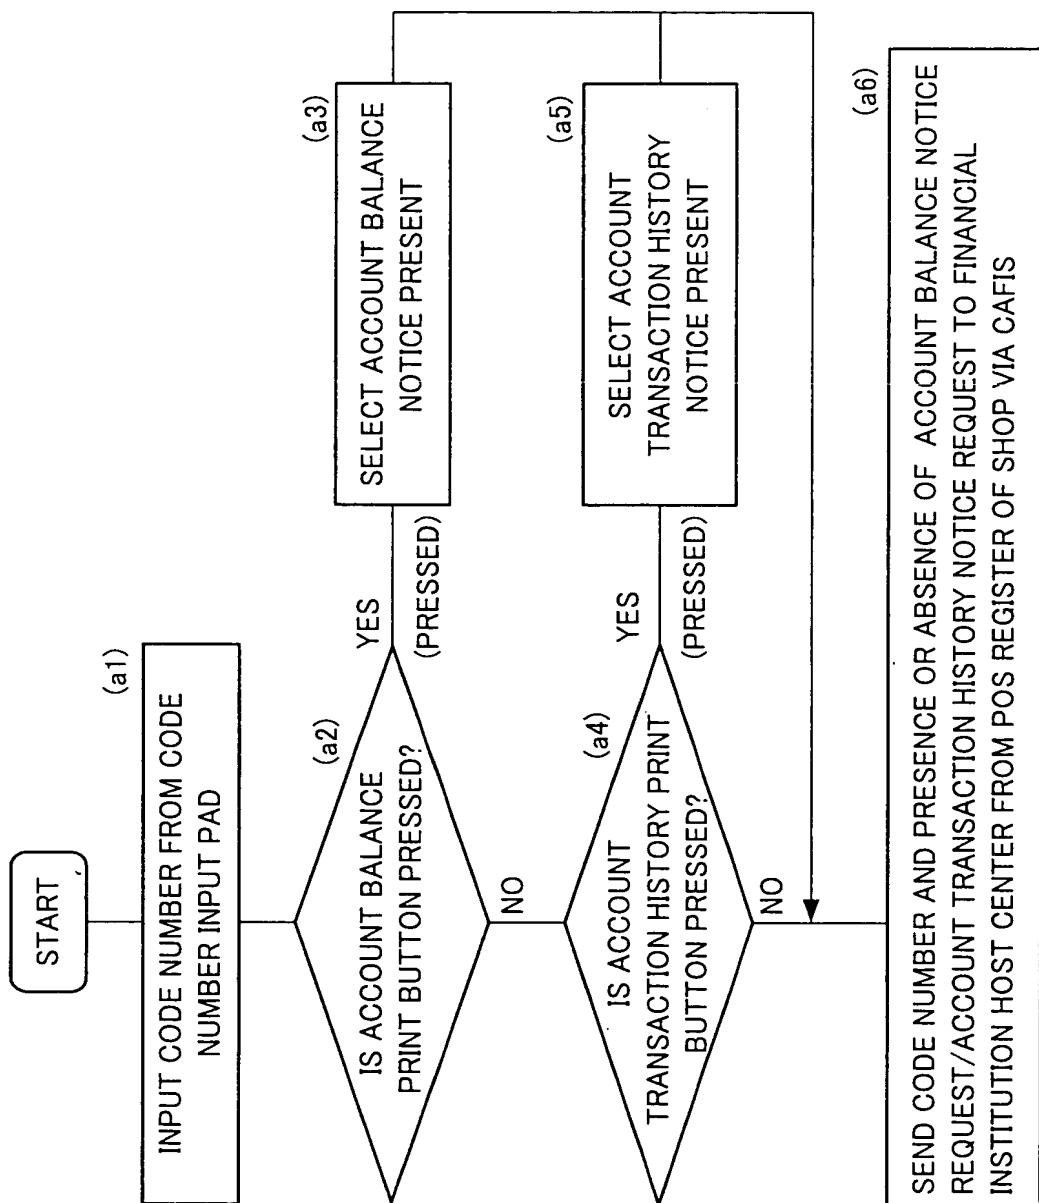 START
(a1)
INPUT CODE NUMBER FROM CODE
NUMBER INPUT PAD
(a2)
IS ACCOUNT BALANCE
PRINT BUTTON PRESSED?
YES
(PRESSED)
(a3)
SELECT ACCOUNT BALANCE
NOTICE PRESENT
NO
(a4)
IS ACCOUNT
TRANSACTION HISTORY PRINT
BUTTON PRESSED?
YES
(PRESSED)
(a5)
SELECT ACCOUNT
TRANSACTION HISTORY
NOTICE PRESENT
NO
(a6)
SEND CODE NUMBER AND PRESENCE OR ABSENCE OF ACCOUNT BALANCE NOTICE
REQUEST/ACCOUNT TRANSACTION HISTORY NOTICE REQUEST TO FINANCIAL
INSTITUTION HOST CENTER FROM POS REGISTER OF SHOP VIA CAFIS